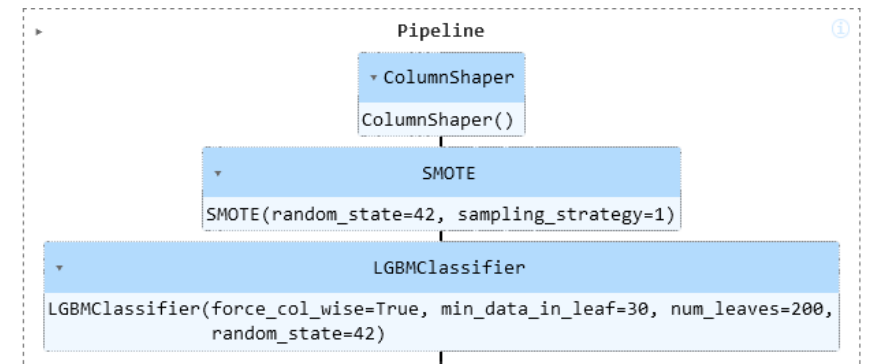 Pipeline
ColumnShaper
ColumnShaper()
SMOTE
SMOTE(random_state=42, sampling_strategy=1)
LGBMClassifier
LGBMClassifier(force_col_wise=True, min_data_in_leaf=30, num_leaves=200,
random_state=42)